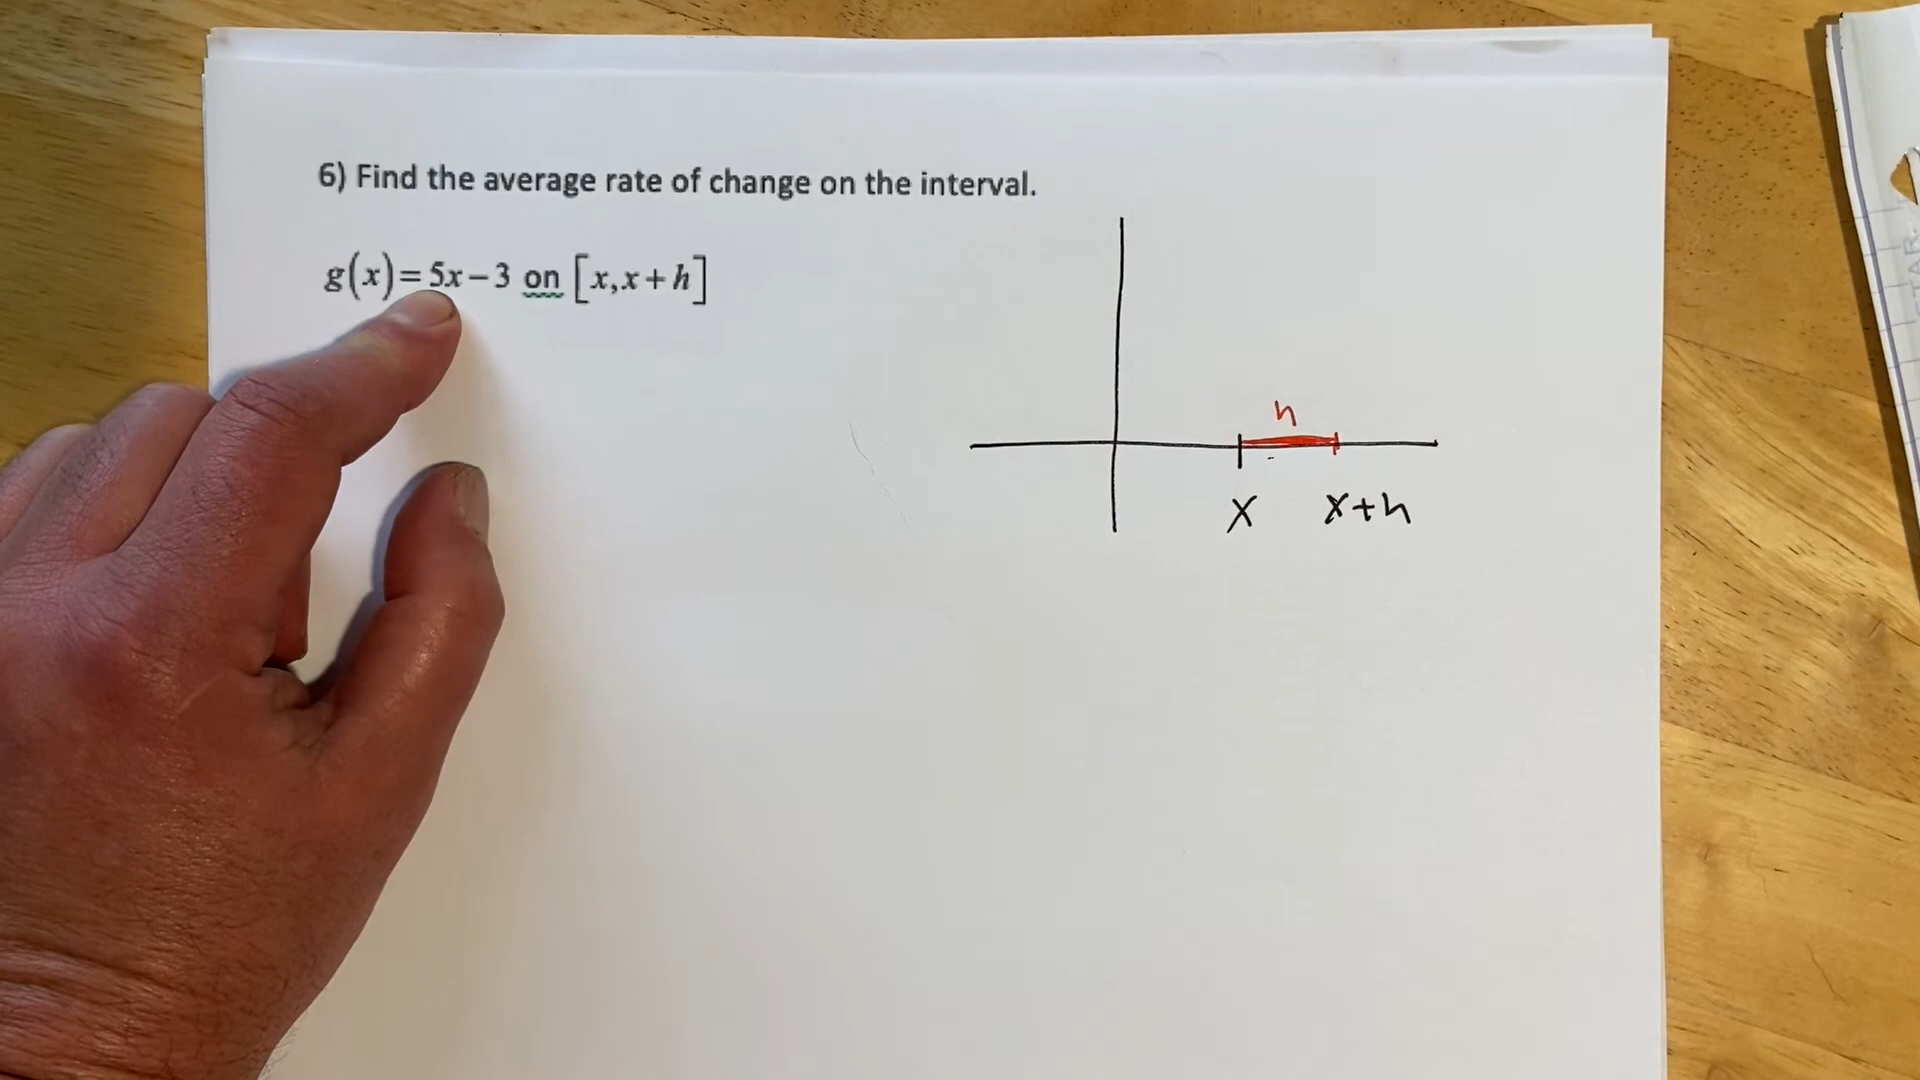 6) Find the average rate of change on the interval.
g(x)=5x−3 on [x,x+h]
h
x x+h